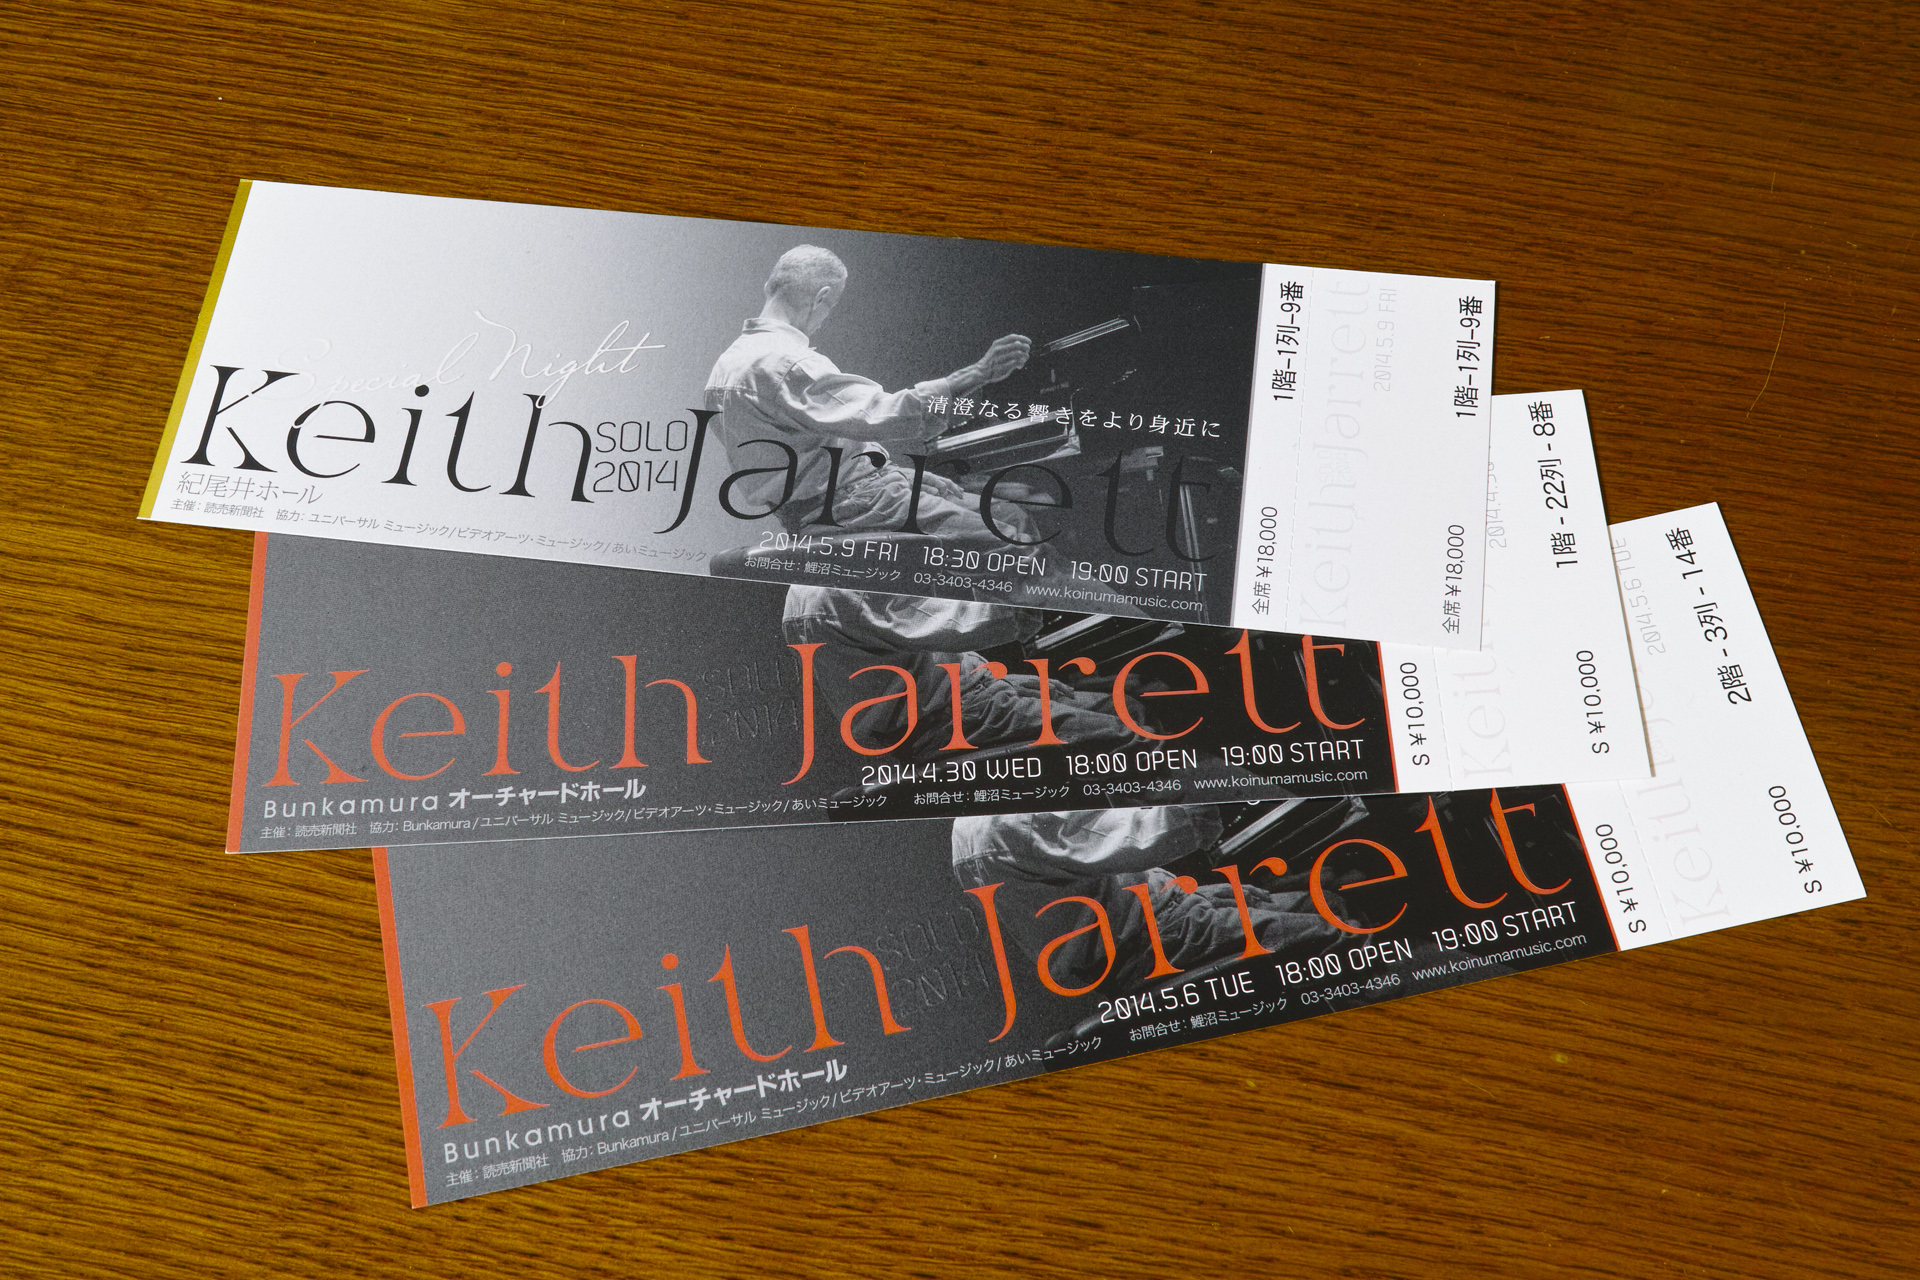 Special Night
Keith SOLO 2014 Jarrett
清澄なる響きをより身近に
紀尾井ホール
主催：読売新聞社　協力：ユニバーサル ミュージック/ビデオアーツ・ミュージック/あいミュージック
2014.5.9 FRI　18:30 OPEN　19:00 START
お問合せ：鯉沼ミュージック　03-3403-4346　www.koinumamusic.com
1階-1列-9番
全席￥18,000
Keith Jarrett
2014.5.9 FRI
1階-1列-9番
全席￥18,000
SOLO
2014
Keith Jarrett
Bunkamura オーチャードホール
2014.4.30 WED　18:00 OPEN　19:00 START
主催：読売新聞社　協力：Bunkamura/ユニバーサル ミュージック/ビデオアーツ・ミュージック/あいミュージック
お問合せ：鯉沼ミュージック　03-3403-4346　www.koinumamusic.com
S ￥10,000
Keith
2014.4.30
1階 - 22列 - 8番
S ￥10,000
SOLO
2014
Keith Jarrett
Bunkamura オーチャードホール
2014.5.6 TUE　18:00 OPEN　19:00 START
主催：読売新聞社　協力：Bunkamura/ユニバーサル ミュージック/ビデオアーツ・ミュージック/あいミュージック
お問合せ：鯉沼ミュージック　03-3403-4346　www.koinumamusic.com
S ￥10,000
Keith
2014.5.6 TUE
2階 - 3列 - 14番
S ￥10,000